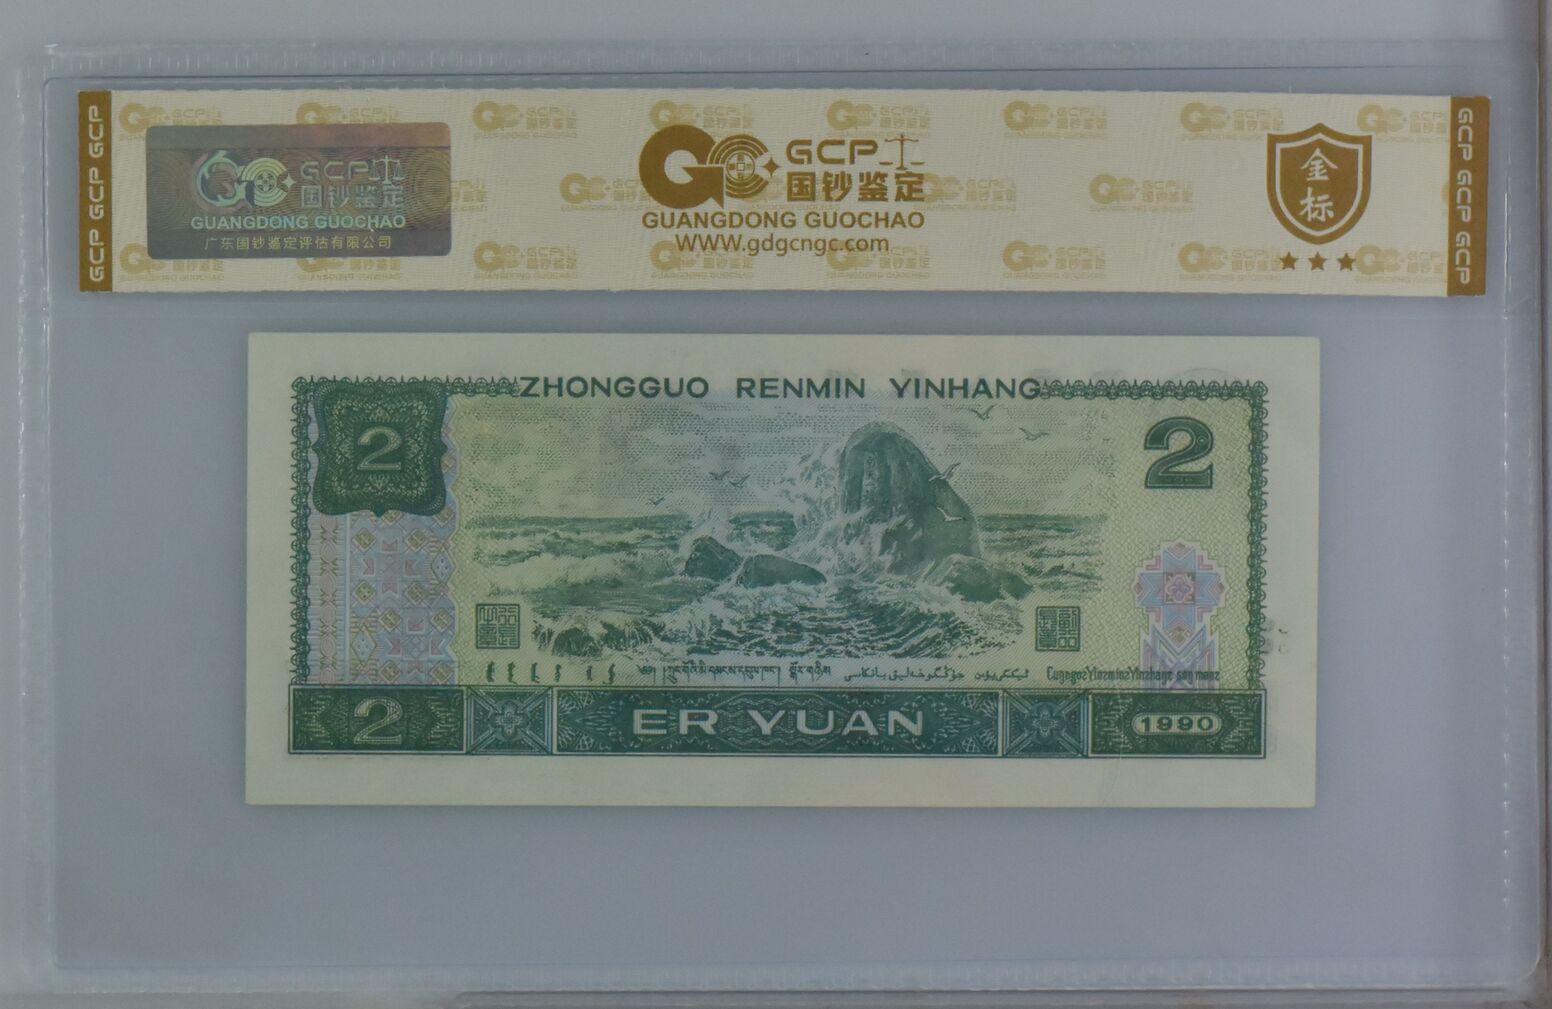 GCP GCP GCP
GCP
国钞鉴定
GUANGDONG GUOCHAO
广东国钞鉴定评估有限公司
GCP
国钞鉴定
GUANGDONG GUOCHAO
WWW.gdgcngc.com
金标
GCP GCP GCP
ZHONGGUO RENMIN YINHANG
2
2
2
ER YUAN
1990